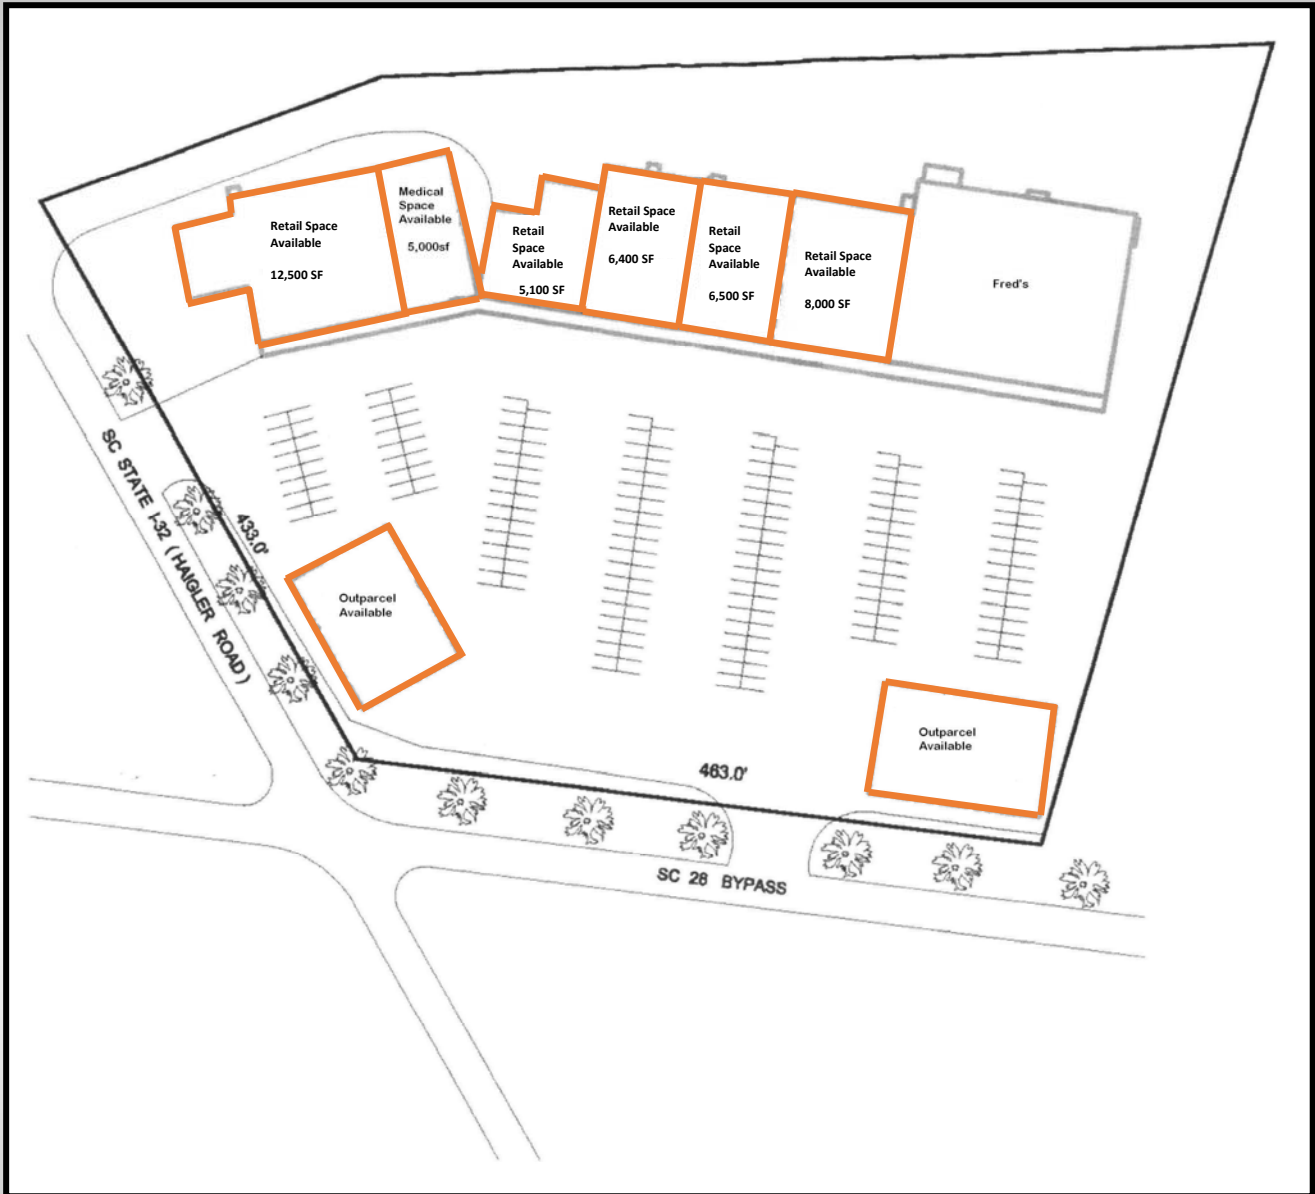 Retail Space
Available
12,500 SF
Medical
Space
Available
5,000sf
Retail
Space
Available
5,100 SF
Retail Space
Available
6,400 SF
Retail
Space
Available
6,500 SF
Retail Space
Available
8,000 SF
Fred's
SC STATE I-32 (HAIGLER ROAD)
433.0'
Outparcel
Available
Outparcel
Available
463.0'
SC 28 BYPASS